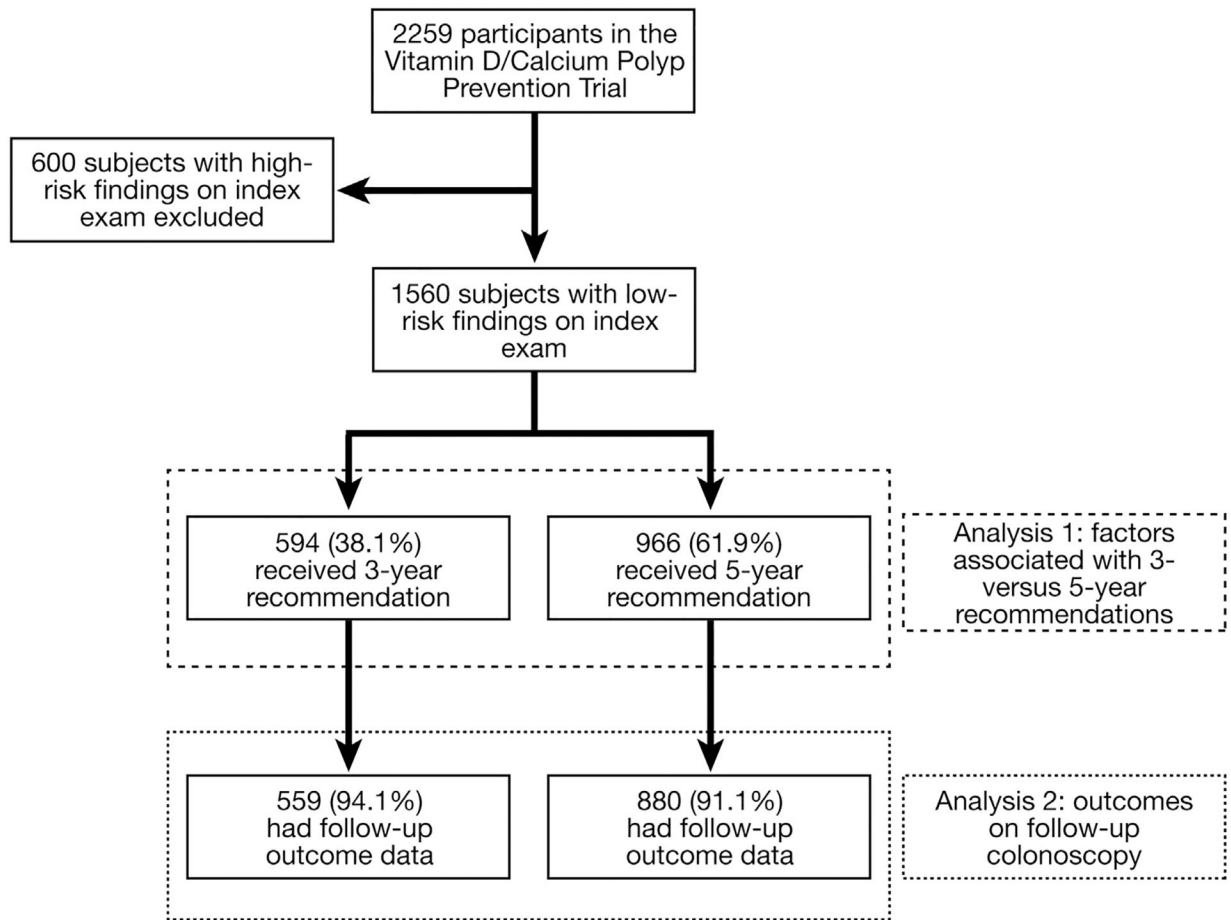 2259 participants in the
Vitamin D/Calcium Polyp
Prevention Trial
600 subjects with high-
risk findings on index
exam excluded
1560 subjects with low-
risk findings on index
exam
594 (38.1%)
received 3-year
recommendation
966 (61.9%)
received 5-year
recommendation
Analysis 1: factors
associated with 3-
versus 5-year
recommendations
559 (94.1%)
had follow-up
outcome data
880 (91.1%)
had follow-up
outcome data
Analysis 2: outcomes
on follow-up
colonoscopy